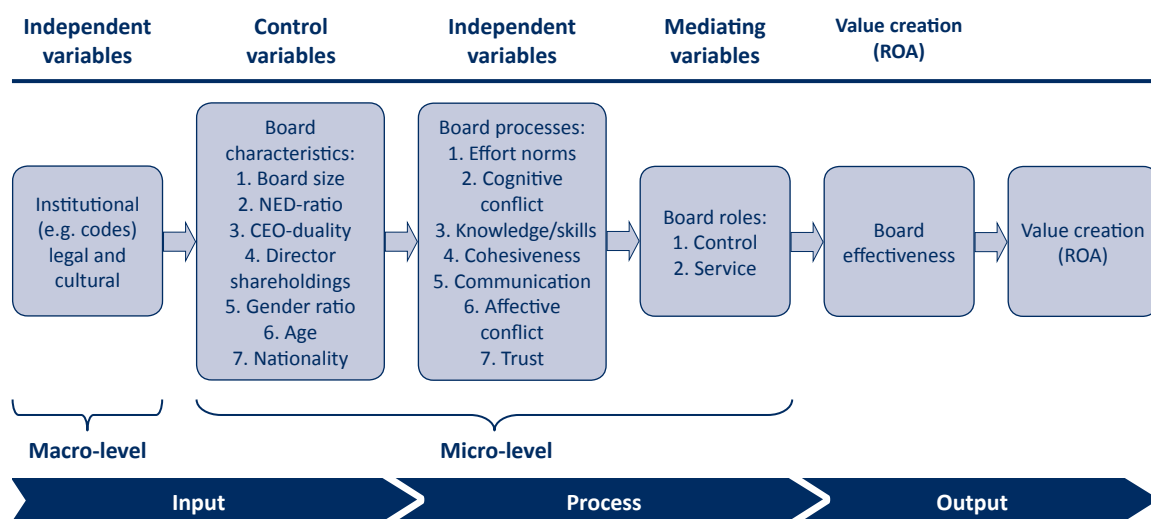 Independent
variables
Control
variables
Independent
variables
Mediating
variables
Value creation
(ROA)
Institutional
(e.g. codes)
legal and
cultural
Board
characteristics:
1. Board size
2. NED-ratio
3. CEO-duality
4. Director
shareholdings
5. Gender ratio
6. Age
7. Nationality
Board processes:
1. Effort norms
2. Cognitive
conflict
3. Knowledge/skills
4. Cohesiveness
5. Communication
6. Affective
conflict
7. Trust
Board roles:
1. Control
2. Service
Board
effectiveness
Value creation
(ROA)
Macro-level
Micro-level
Input
Process
Output